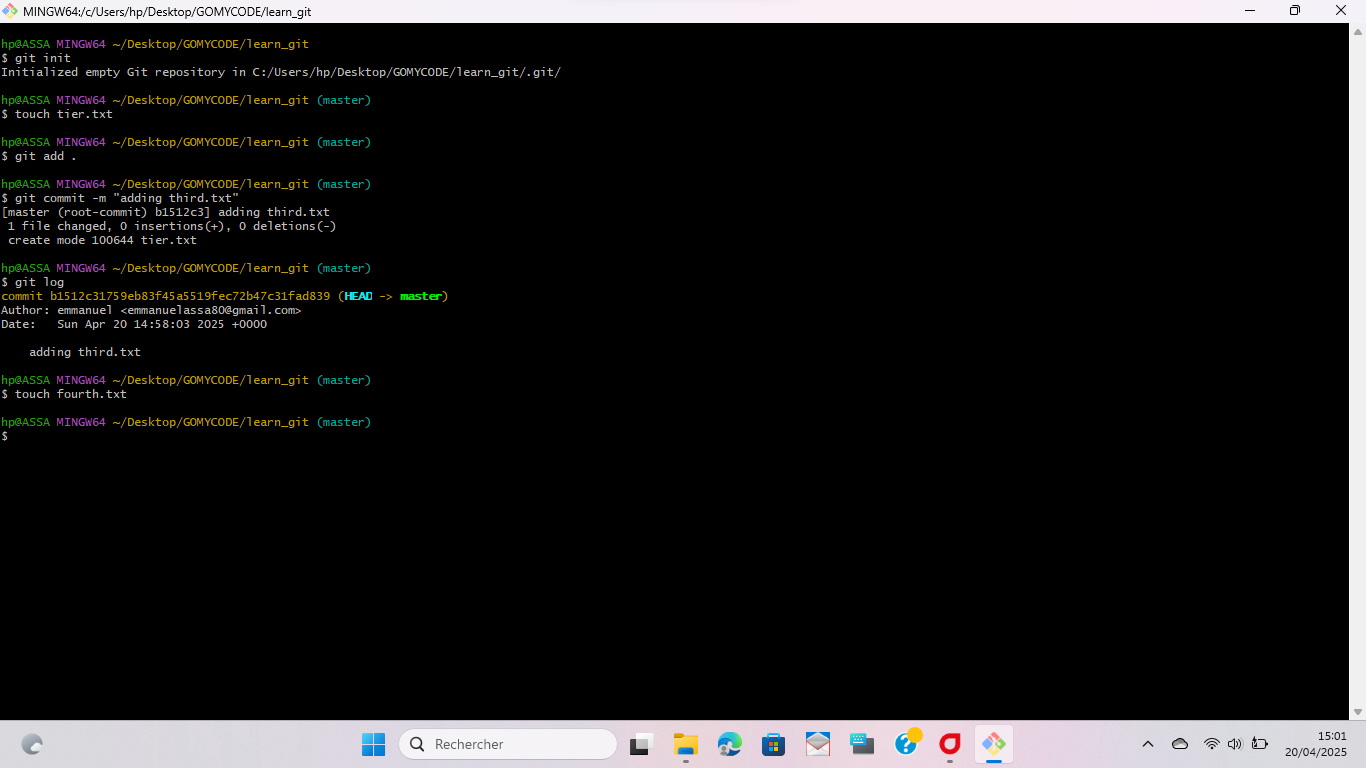 MINGW64:/c/Users/hp/Desktop/GOMYCODE/learn_git
hp@ASSA MINGW64 ~/Desktop/GOMYCODE/learn_git
$ git init
Initialized empty Git repository in C:/Users/hp/Desktop/GOMYCODE/learn_git/.git/
hp@ASSA MINGW64 ~/Desktop/GOMYCODE/learn_git (master)
$ touch tier.txt
hp@ASSA MINGW64 ~/Desktop/GOMYCODE/learn_git (master)
$ git add .
hp@ASSA MINGW64 ~/Desktop/GOMYCODE/learn_git (master)
$ git commit -m "adding third.txt"
[master (root-commit) b1512c3] adding third.txt
 1 file changed, 0 insertions(+), 0 deletions(-)
 create mode 100644 tier.txt
hp@ASSA MINGW64 ~/Desktop/GOMYCODE/learn_git (master)
$ git log
commit b1512c31759eb83f45a5519fec72b47c31fad839 (HEAD -> master)
Author: emmanuel <emmanuelassa80@gmail.com>
Date:   Sun Apr 20 14:58:03 2025 +0000
    adding third.txt
hp@ASSA MINGW64 ~/Desktop/GOMYCODE/learn_git (master)
$ touch fourth.txt
hp@ASSA MINGW64 ~/Desktop/GOMYCODE/learn_git (master)
$
Rechercher
15:01
20/04/2025